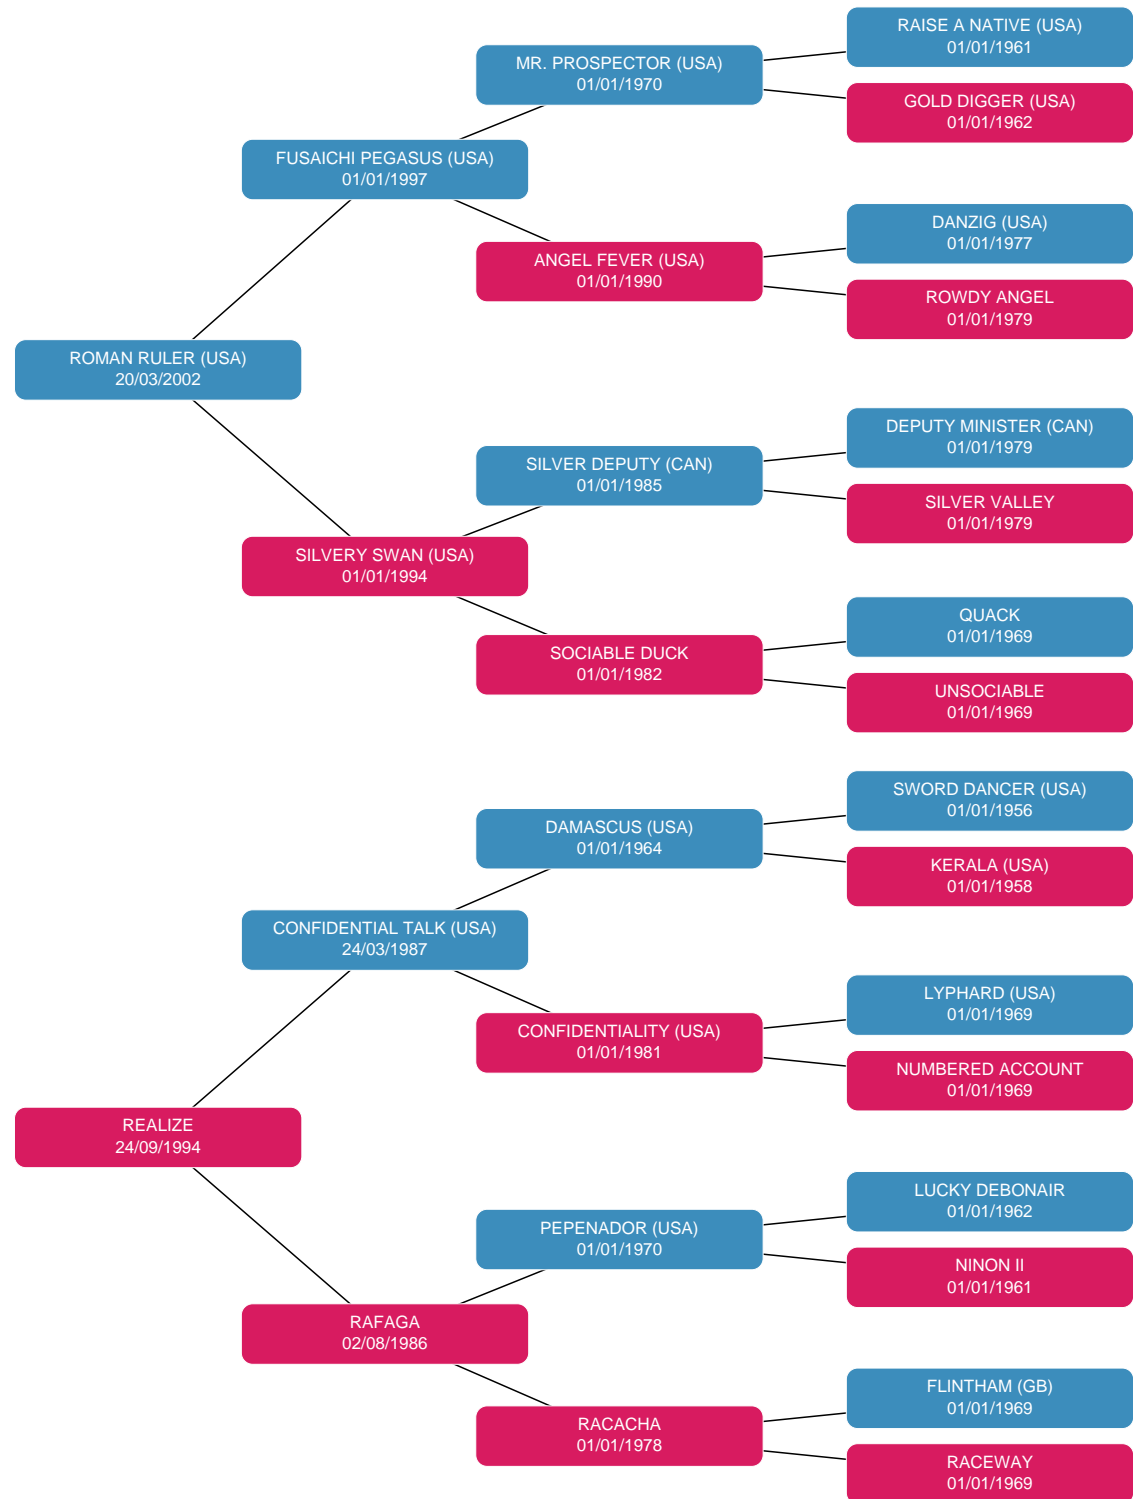 RAISE A NATIVE (USA)
01/01/1961
MR. PROSPECTOR (USA)
01/01/1970
GOLD DIGGER (USA)
01/01/1962
FUSAICHI PEGASUS (USA)
01/01/1997
DANZIG (USA)
01/01/1977
ANGEL FEVER (USA)
01/01/1990
ROWDY ANGEL
01/01/1979
ROMAN RULER (USA)
20/03/2002
DEPUTY MINISTER (CAN)
01/01/1979
SILVER DEPUTY (CAN)
01/01/1985
SILVER VALLEY
01/01/1979
SILVERY SWAN (USA)
01/01/1994
QUACK
01/01/1969
SOCIABLE DUCK
01/01/1982
UNSOCIABLE
01/01/1969
SWORD DANCER (USA)
01/01/1956
DAMASCUS (USA)
01/01/1964
KERALA (USA)
01/01/1958
CONFIDENTIAL TALK (USA)
24/03/1987
LYPHARD (USA)
01/01/1969
CONFIDENTIALITY (USA)
01/01/1981
NUMBERED ACCOUNT
01/01/1969
REALIZE
24/09/1994
LUCKY DEBONAIR
01/01/1962
PEPENADOR (USA)
01/01/1970
NINON II
01/01/1961
RAFAGA
02/08/1986
FLINTHAM (GB)
01/01/1969
RACACHA
01/01/1978
RACEWAY
01/01/1969